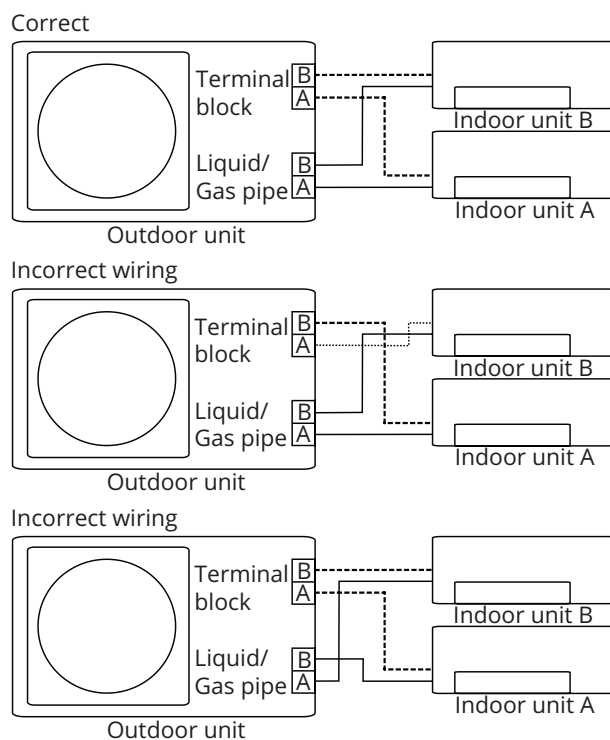 Correct
Terminal B
block A
Indoor unit B
Liquid/ B
Gas pipe A
Indoor unit A
Outdoor unit
Incorrect wiring
Terminal B
block A
Indoor unit B
Liquid/ B
Gas pipe A
Indoor unit A
Outdoor unit
Incorrect wiring
Terminal B
block A
Indoor unit B
Liquid/ B
Gas pipe A
Indoor unit A
Outdoor unit